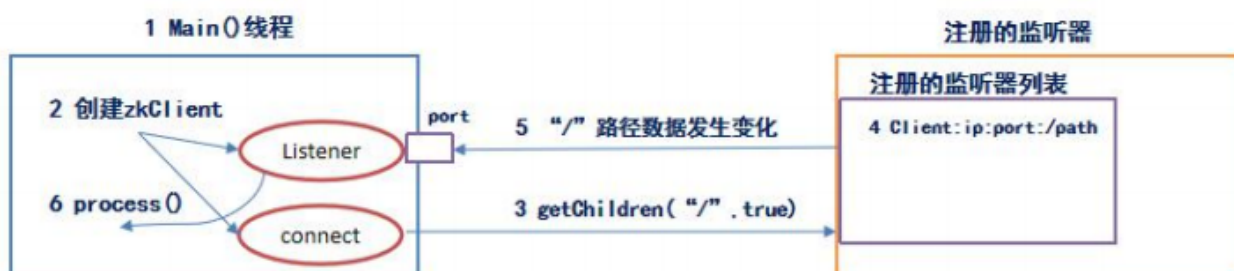 1 Main()线程
注册的监听器
2 创建zkClient
Listener
port
5 “/”路径数据发生变化
注册的监听器列表
4 Client:ip:port:/path
6 process()
connect
3 getChildren(“/”.true)